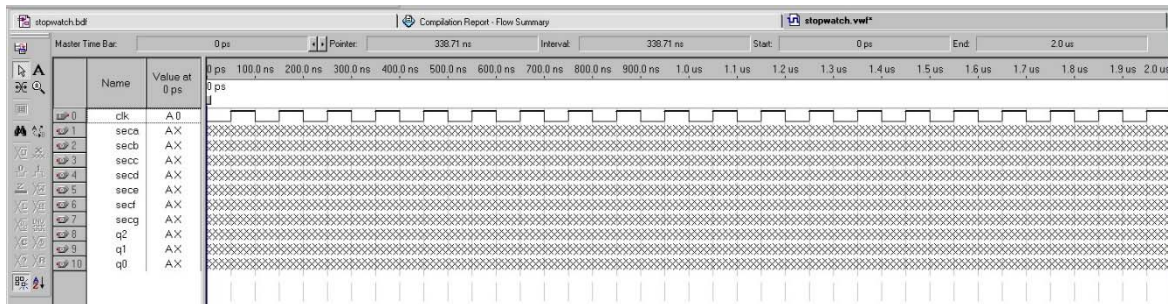 stopwatch.bdf Compilation Report - Flow Summary stopwatch.vwf*
Master Time Bar: 0 ps Pointer: 338.71 ns Interval: 338.71 ns Start: 0 ps End: 2.0 us
Name Value at 0 ps 0 ps 100.0 ns 200.0 ns 300.0 ns 400.0 ns 500.0 ns 600.0 ns 700.0 ns 800.0 ns 900.0 ns 1.0 us 1.1 us 1.2 us 1.3 us 1.4 us 1.5 us 1.6 us 1.7 us 1.8 us 1.9 us 2.0 us
0 ps
0 clk A 0
1 seca A X
2 secb A X
3 secc A X
4 secd A X
5 sece A X
6 secf A X
7 secg A X
8 q2 A X
9 q1 A X
10 q0 A X